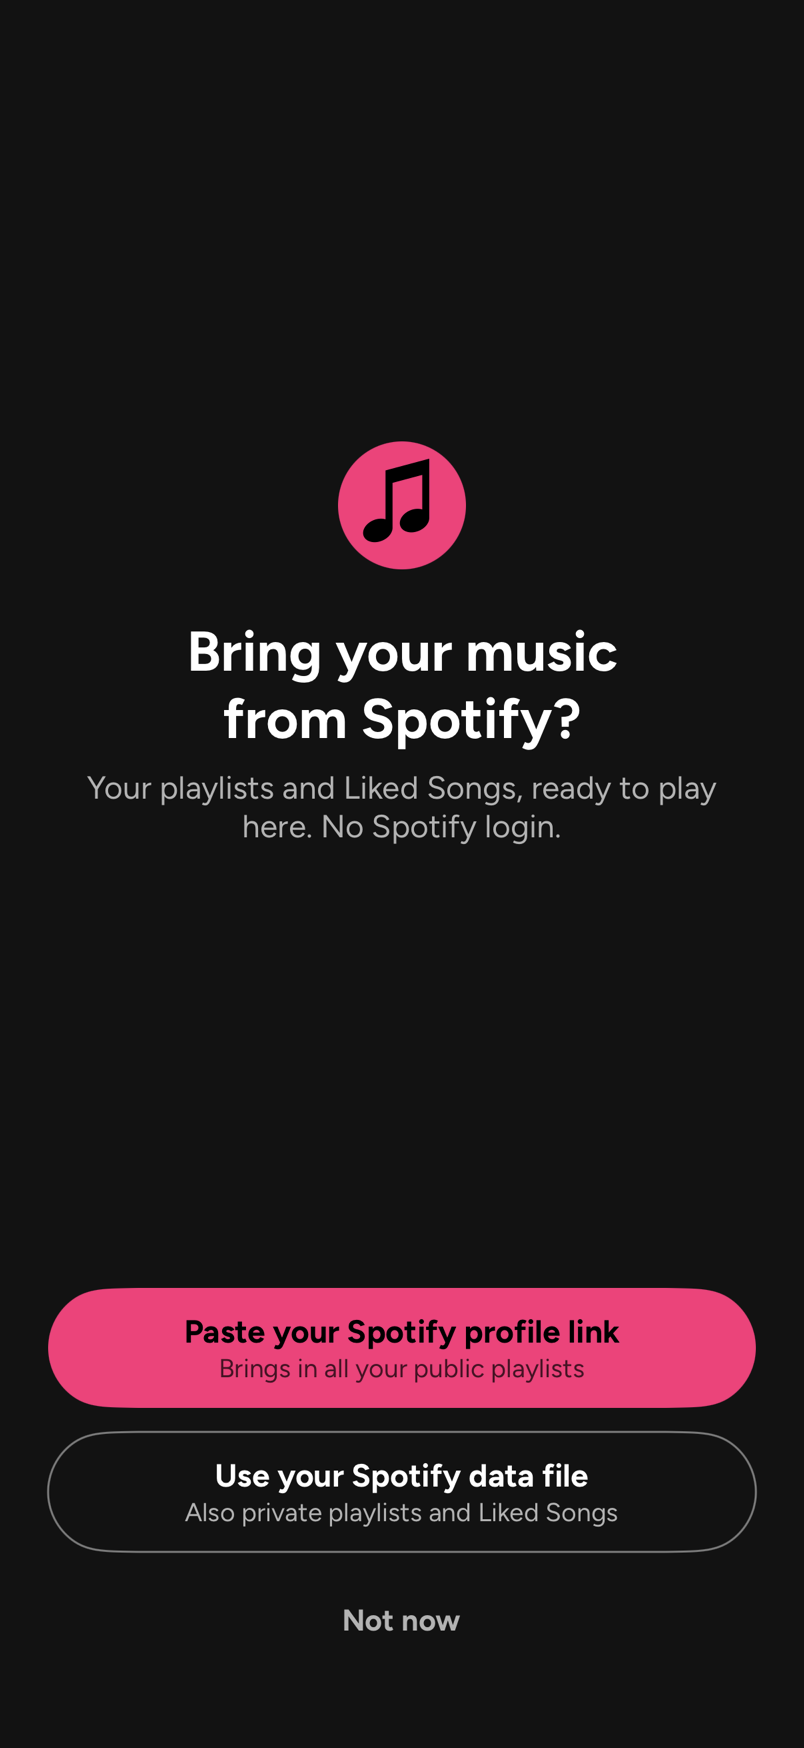 Bring your music
from Spotify?
Your playlists and Liked Songs, ready to play
here. No Spotify login.
Paste your Spotify profile link
Brings in all your public playlists
Use your Spotify data file
Also private playlists and Liked Songs
Not now